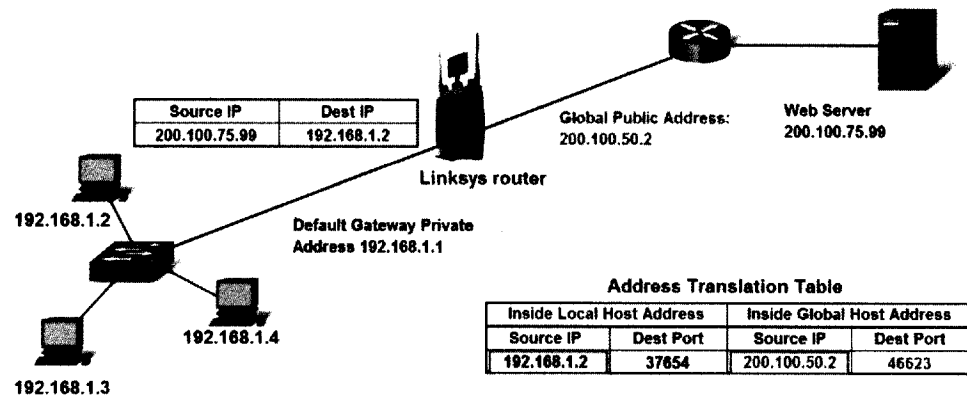 Source IP Dest IP
200.100.75.99 192.168.1.2
Global Public Address:
200.100.50.2
Web Server
200.100.75.99
Linksys router
192.168.1.2
Default Gateway Private
Address 192.168.1.1
192.168.1.4
192.168.1.3
Address Translation Table
Inside Local Host Address Inside Global Host Address
Source IP Dest Port Source IP Dest Port
192.168.1.2 37654 200.100.50.2 46623